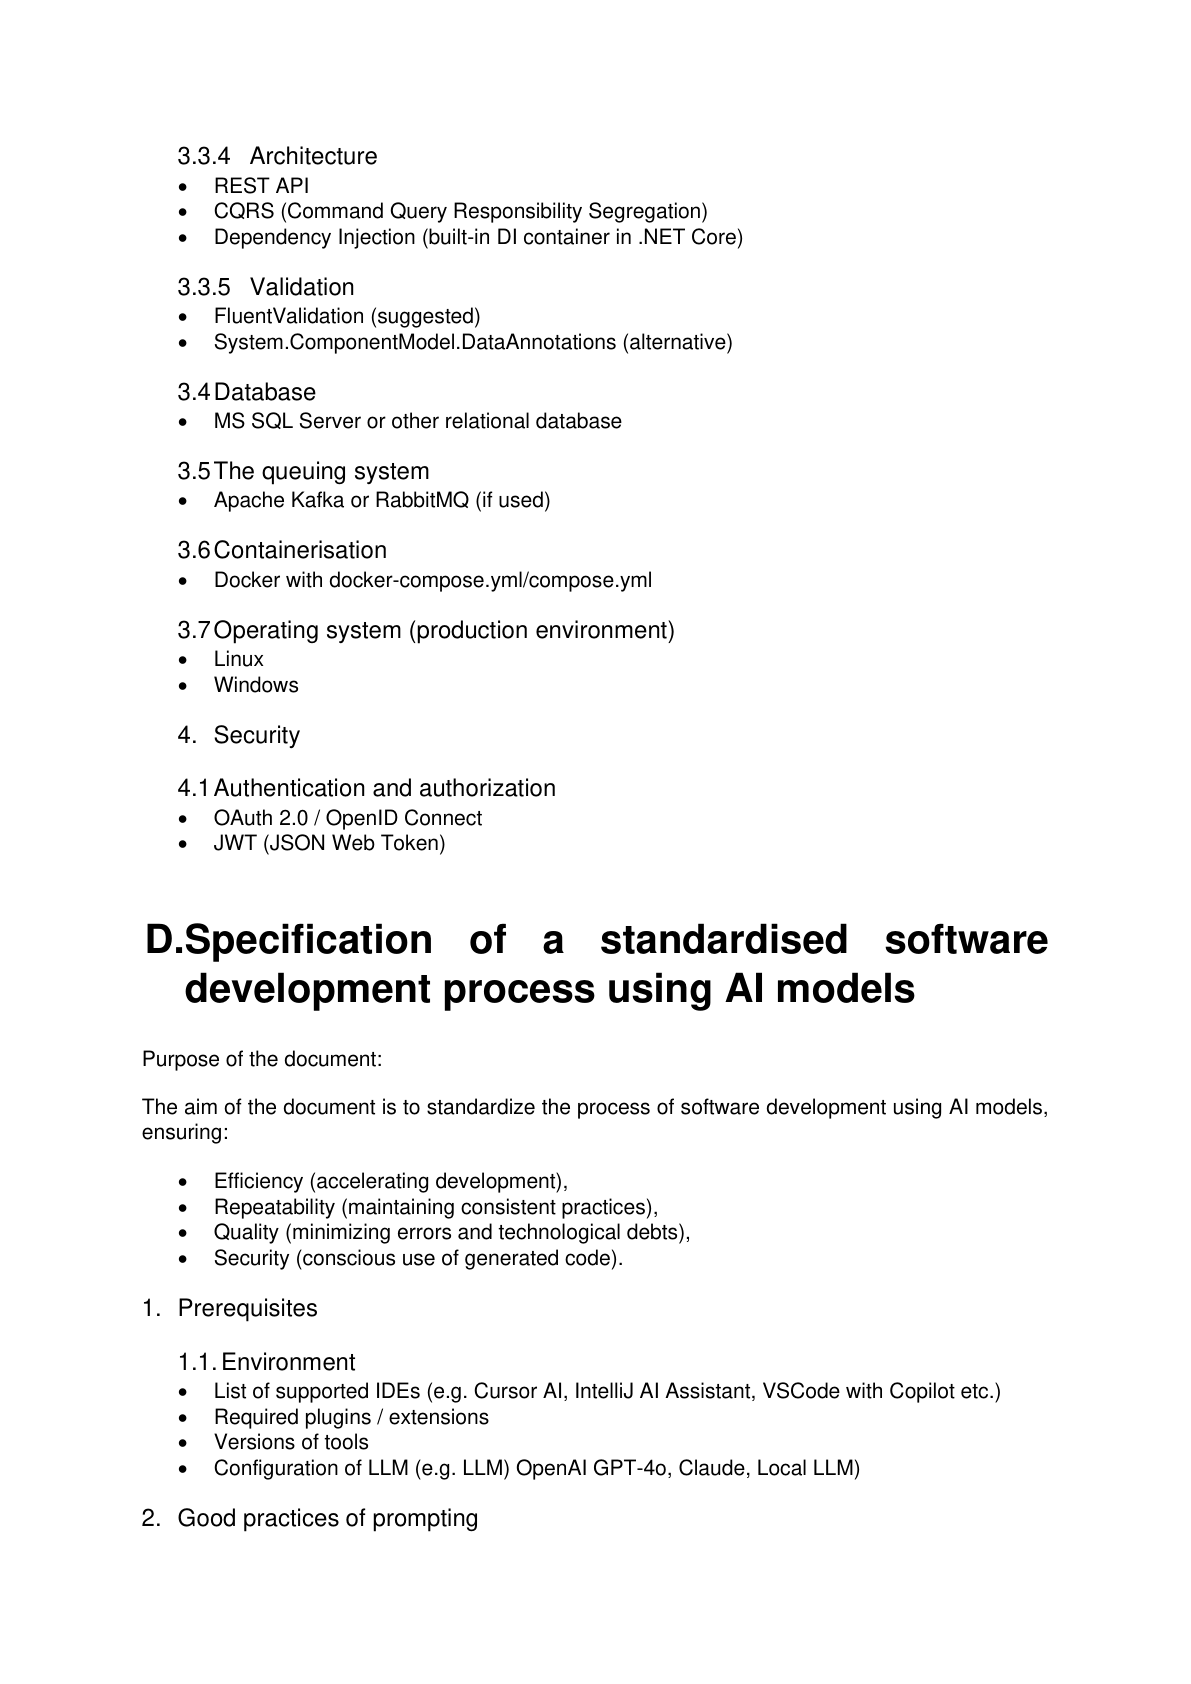 3.3.4 Architecture
• REST API
• CQRS (Command Query Responsibility Segregation)
• Dependency Injection (built-in DI container in .NET Core)
3.3.5 Validation
• FluentValidation (suggested)
• System.ComponentModel.DataAnnotations (alternative)
3.4 Database
• MS SQL Server or other relational database
3.5 The queuing system
• Apache Kafka or RabbitMQ (if used)
3.6 Containerisation
• Docker with docker-compose.yml/compose.yml
3.7 Operating system (production environment)
• Linux
• Windows
4. Security
4.1 Authentication and authorization
• OAuth 2.0 / OpenID Connect
• JWT (JSON Web Token)
D. Specification of a standardised software
development process using AI models
Purpose of the document:
The aim of the document is to standardize the process of software development using AI models,
ensuring:
• Efficiency (accelerating development),
• Repeatability (maintaining consistent practices),
• Quality (minimizing errors and technological debts),
• Security (conscious use of generated code).
1. Prerequisites
1.1. Environment
• List of supported IDEs (e.g. Cursor AI, IntelliJ AI Assistant, VSCode with Copilot etc.)
• Required plugins / extensions
• Versions of tools
• Configuration of LLM (e.g. LLM) OpenAI GPT-4o, Claude, Local LLM)
2. Good practices of prompting